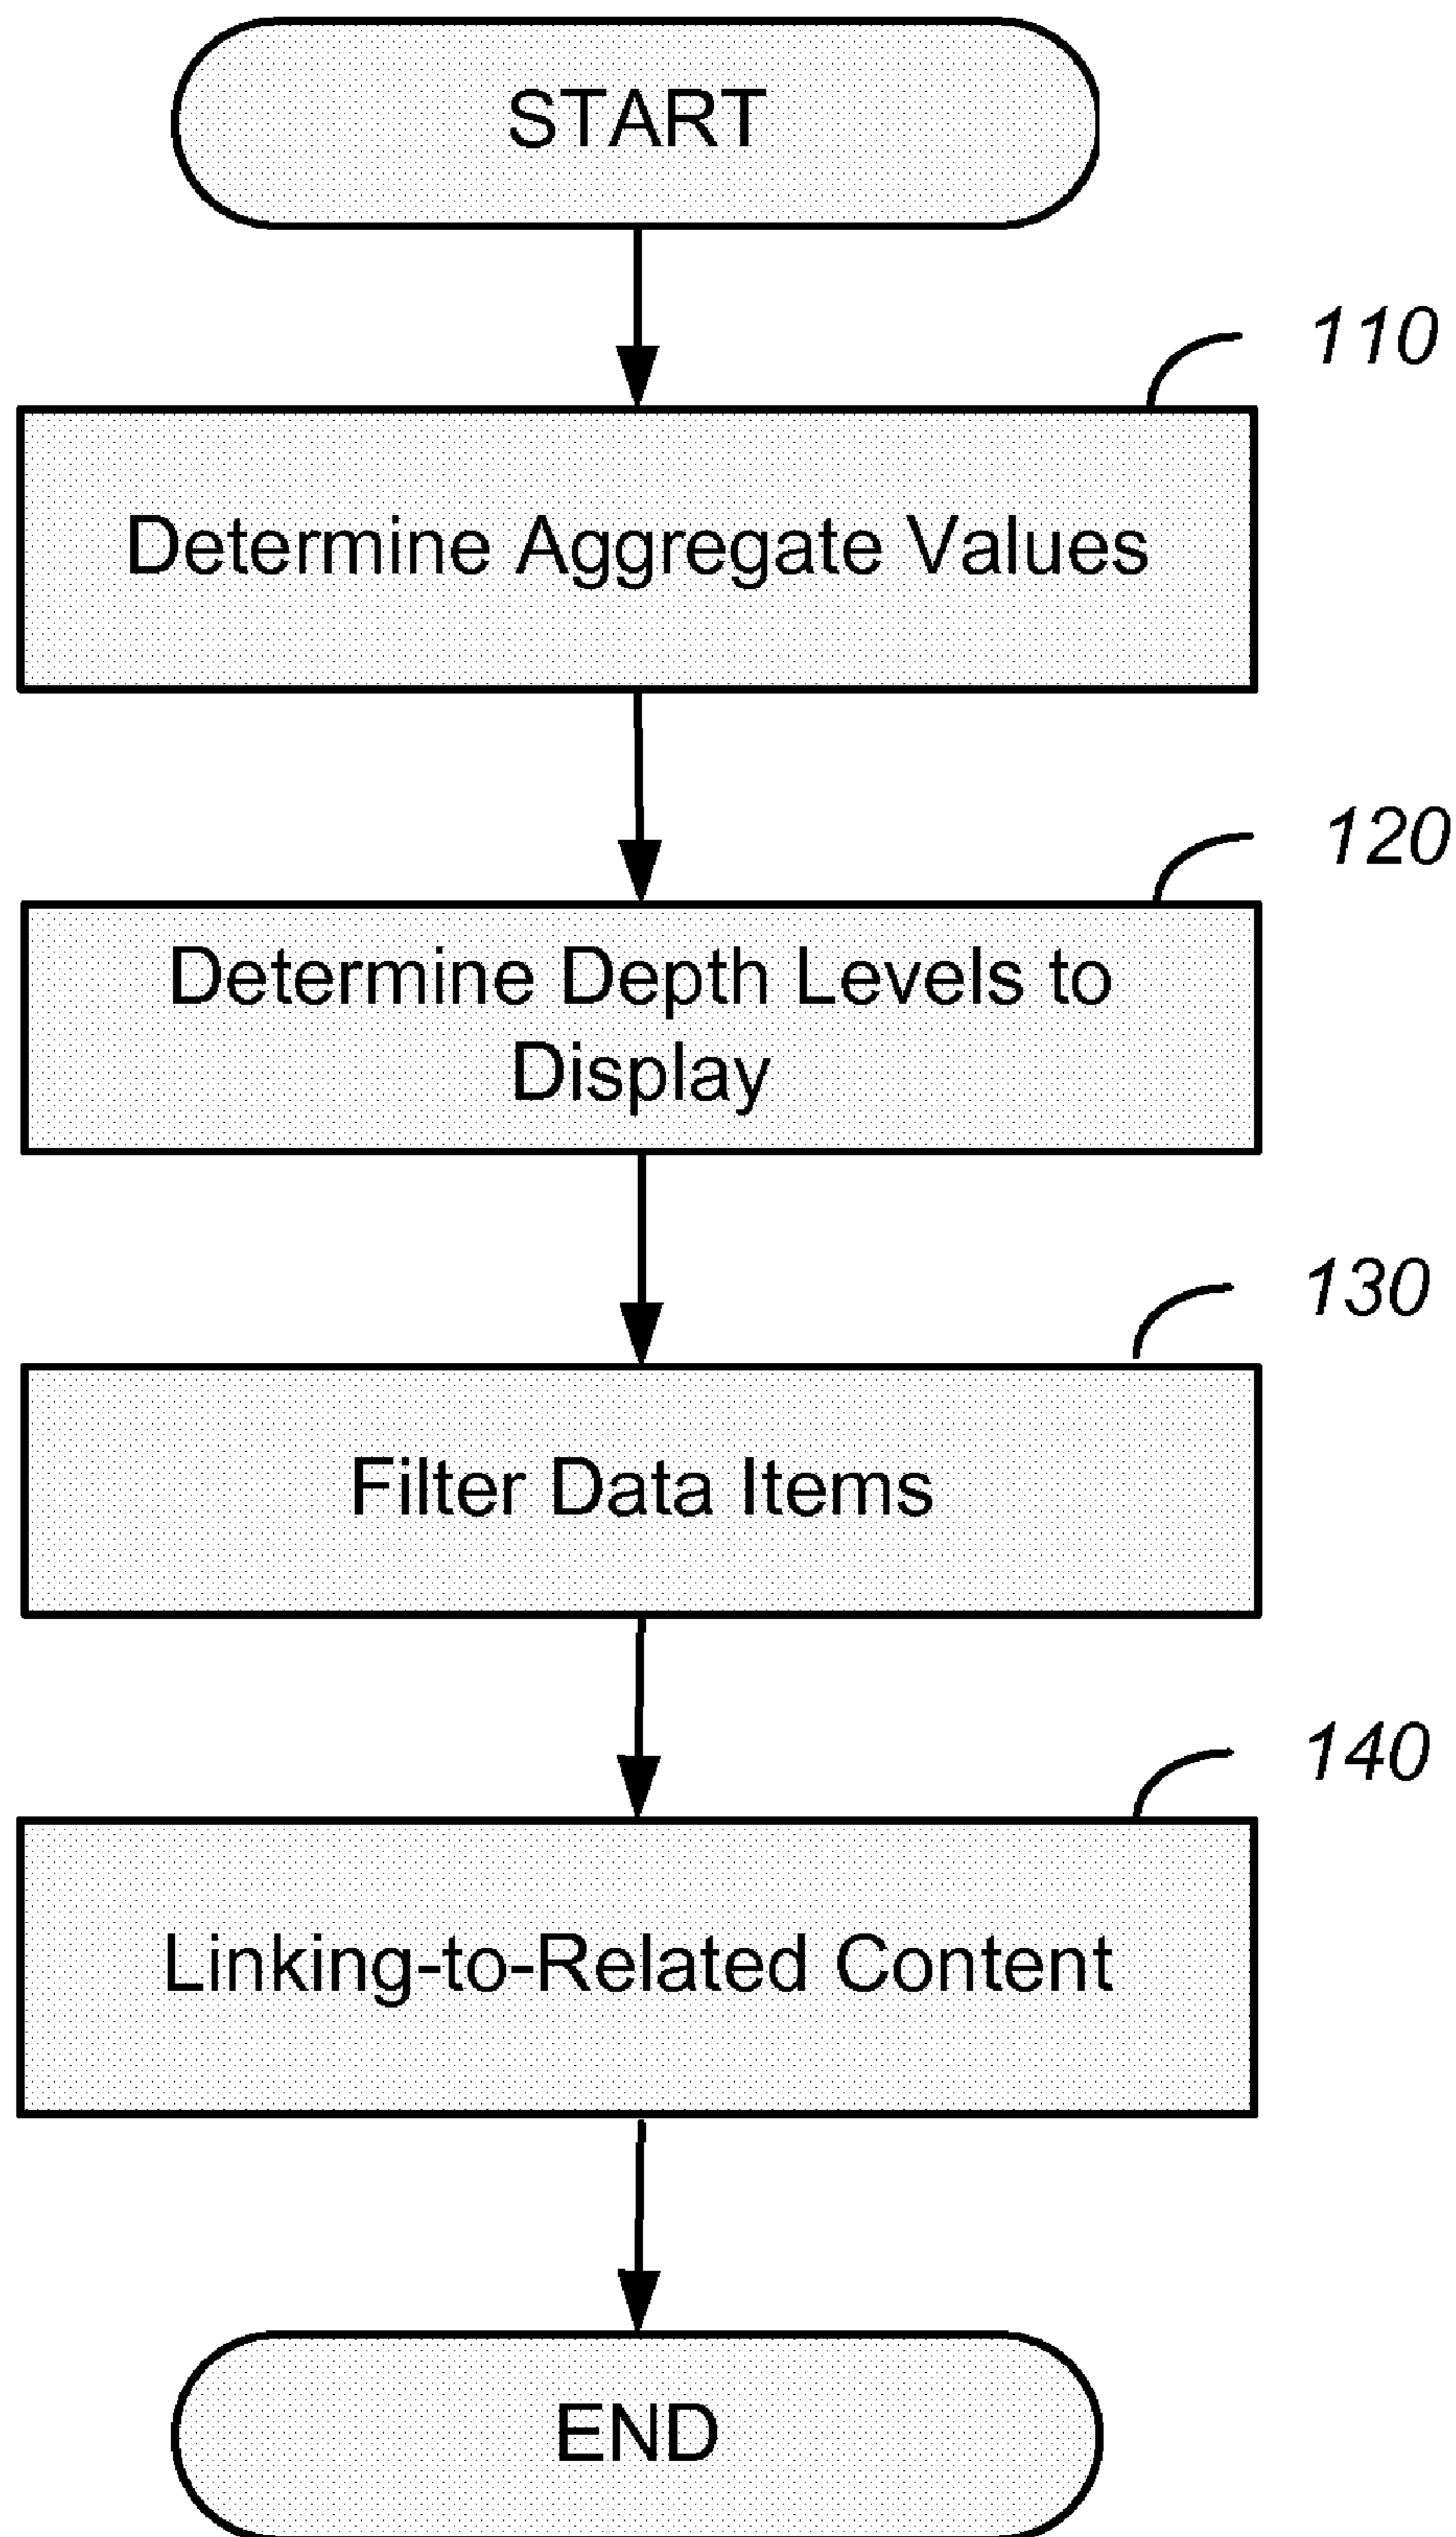 START
110
Determine Aggregate Values
120
Determine Depth Levels to
Display
130
Filter Data Items
140
Linking-to-Related Content
END